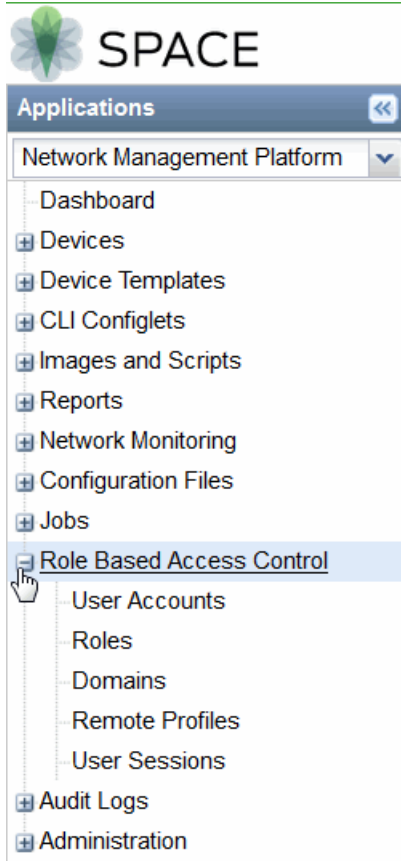 SPACE
Applications
Network Management Platform
Dashboard
Devices
Device Templates
CLI Configlets
Images and Scripts
Reports
Network Monitoring
Configuration Files
Jobs
Role Based Access Control
User Accounts
Roles
Domains
Remote Profiles
User Sessions
Audit Logs
Administration